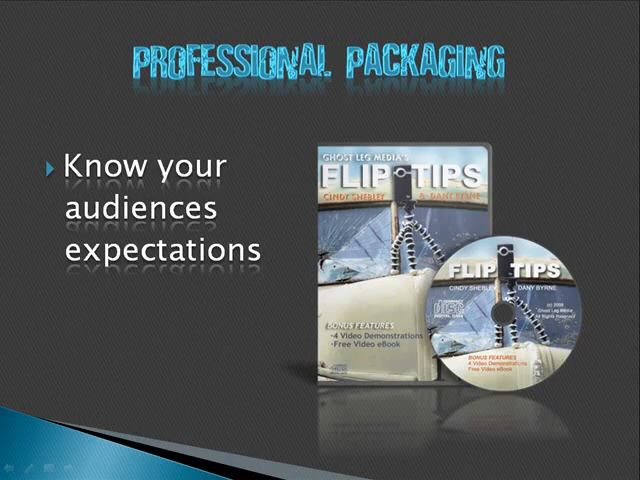 PROFESSIONAL PACKAGING
Know your
audiences
expectations
GHOST LEG MEDIA'S
FLIP TIPS
CINDY SHEBLEY & DANY BYRNE
BONUS FEATURES
-4 Video Demonstrations
-Free Video eBook
FLIP TIPS
CINDY SHEBLEY DANY BYRNE
(c) 2009
Ghost Leg Media
All Rights Reserved
BONUS FEATURES
4 Video Demonstrations
Free Video eBook